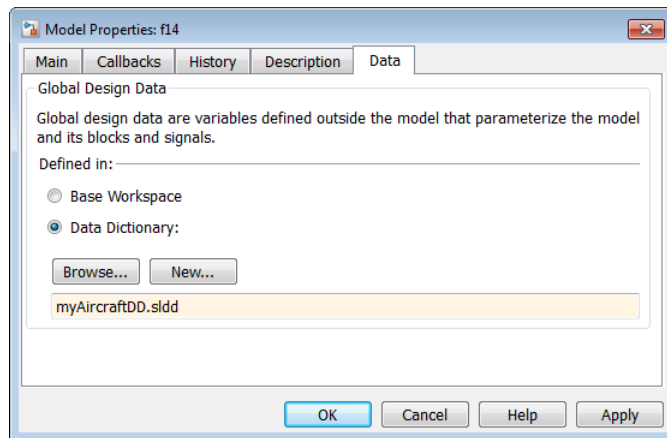 Model Properties: f14
Main Callbacks History Description Data
Global Design Data
Global design data are variables defined outside the model that parameterize the model
and its blocks and signals.
Defined in:
Base Workspace
Data Dictionary:
Browse... New...
myAircraftDD.sldd
OK Cancel Help Apply